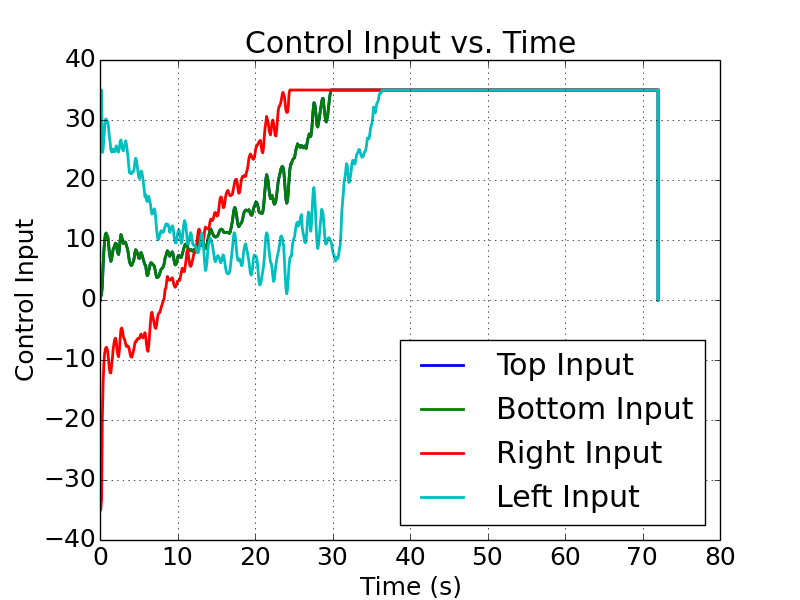 Control Input vs. Time
Control Input
40
30
20
10
0
−10
−20
−30
−40
Top Input
Bottom Input
Right Input
Left Input
0 10 20 30 40 50 60 70 80
Time (s)